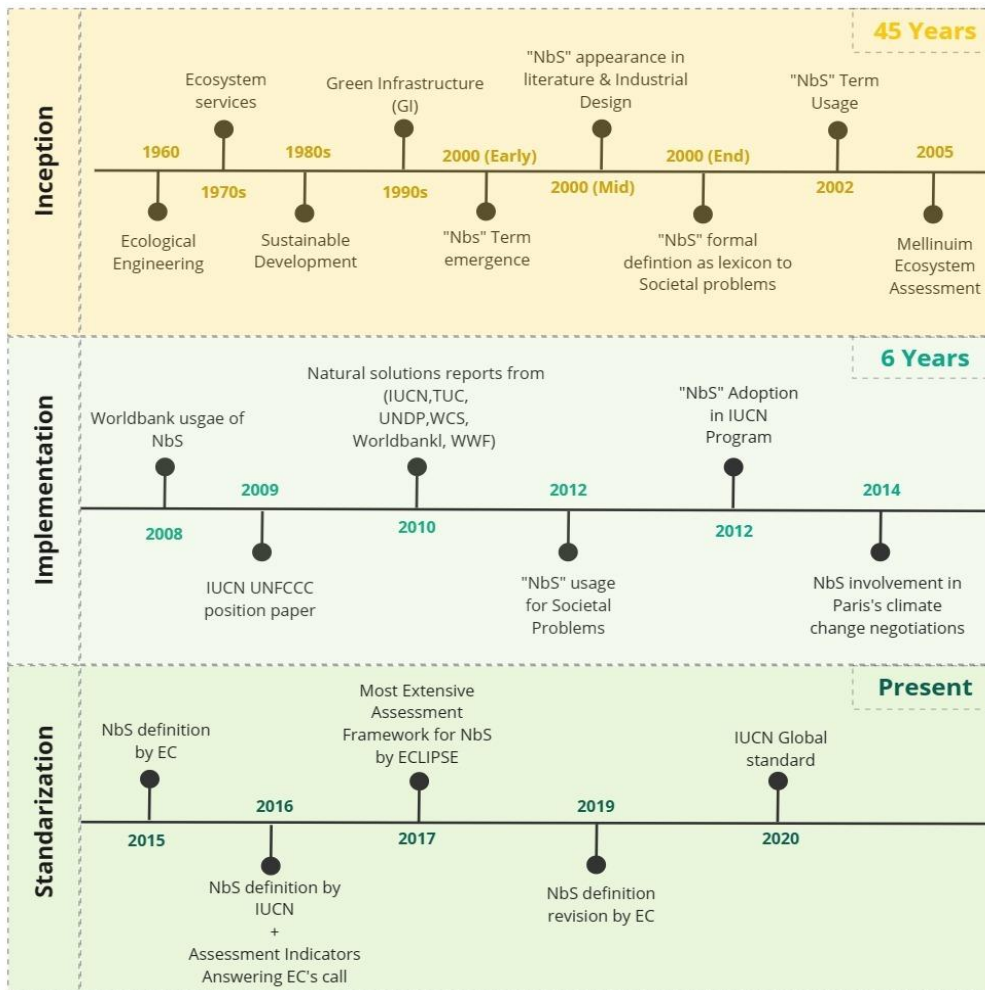 45 Years
Inception
Ecosystem
services
Green Infrastructure
(GI)
"NbS" appearance in
literature & Industrial
Design
"NbS" Term
Usage
1960
1980s
2000 (Early)
2000 (End)
2005
1970s
1990s
2000 (Mid)
2002
Ecological
Engineering
Sustainable
Development
"Nbs" Term
emergence
"NbS" formal
defintion as lexicon to
Societal problems
Mellinuim
Ecosystem
Assessment
6 Years
Implementation
Worldbank usgae of
NbS
Natural solutions reports from
(IUCN,TUC,
UNDP,WCS,
Worldbankl, WWF)
"NbS" Adoption
in IUCN
Program
2009
2012
2014
2008
2010
2012
IUCN UNFCCC
position paper
"NbS" usage
for Societal
Problems
NbS involvement in
Paris's climate
change negotiations
Present
Standarization
NbS definition
by EC
Most Extensive
Assessment
Framework for NbS
by ECLIPSE
IUCN Global
standard
2016
2019
2015
2017
2020
NbS definition by
IUCN
+
Assessment Indicators
Answering EC's call
NbS definition
revision by EC